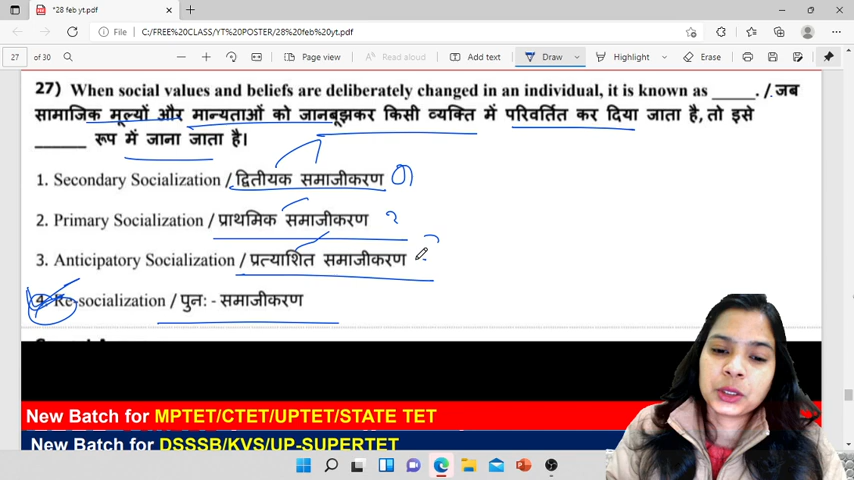 *28 feb yt.pdf
File
C:/FREE%20CLASS/YT%20POSTER/28%20feb%20yt.pdf
27 of 30
Page view
Read aloud
Add text
Draw
Highlight
Erase
Share
27) When social values and beliefs are deliberately changed in an individual, it is known as _____. / जब
सामाजिक मूल्यों और मान्यताओं को जानबूझकर किसी व्यक्ति में परिवर्तित कर दिया जाता है, तो इसे
______ रूप में जाना जाता है।
1. Secondary Socialization / द्वितीयक समाजीकरण
2. Primary Socialization / प्राथमिक समाजीकरण
3. Anticipatory Socialization / प्रत्याशित समाजीकरण
4. Re-socialization / पुन: - समाजीकरण
New Batch for MPTET/CTET/UPTET/STATE TET
New Batch for DSSSB/KVS/UP-SUPERTET